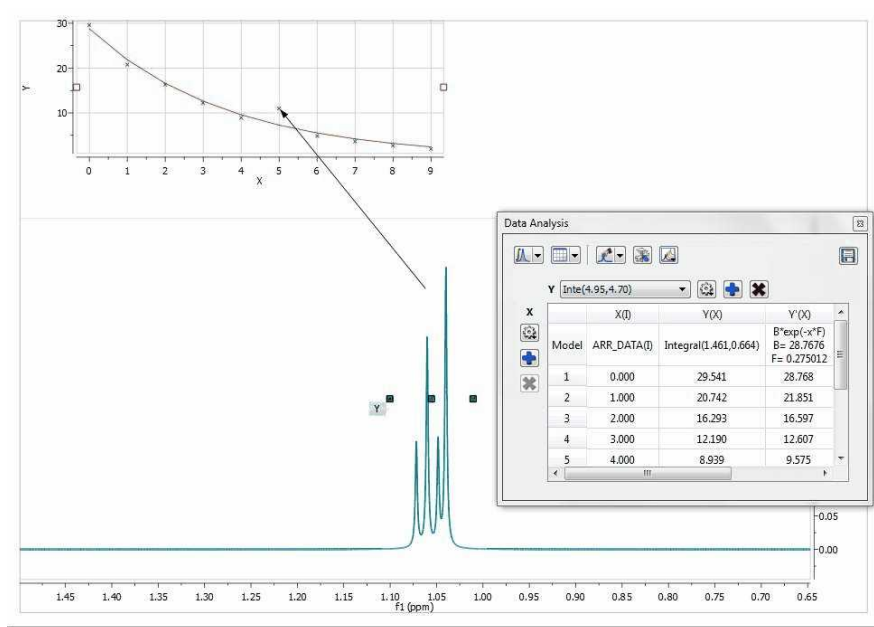 30
20
10
Y
0 1 2 3 4 5 6 7 8 9
X
Data Analysis
Y Inte(4.95,4.70)
X
X(I) Y(X) Y'(X)
Model ARR_DATA(I) Integral(1.461,0.664) B*exp(-x*F)
B= 28.7676
F= 0.275012
1 0.000 29.541 28.768
2 1.000 20.742 21.851
3 2.000 16.293 16.597
4 3.000 12.190 12.607
5 4.000 8.939 9.575
Y
0.05
0.00
1.45 1.40 1.35 1.30 1.25 1.20 1.15 1.10 1.05 1.00 0.95 0.90 0.85 0.80 0.75 0.70 0.65
f1 (ppm)